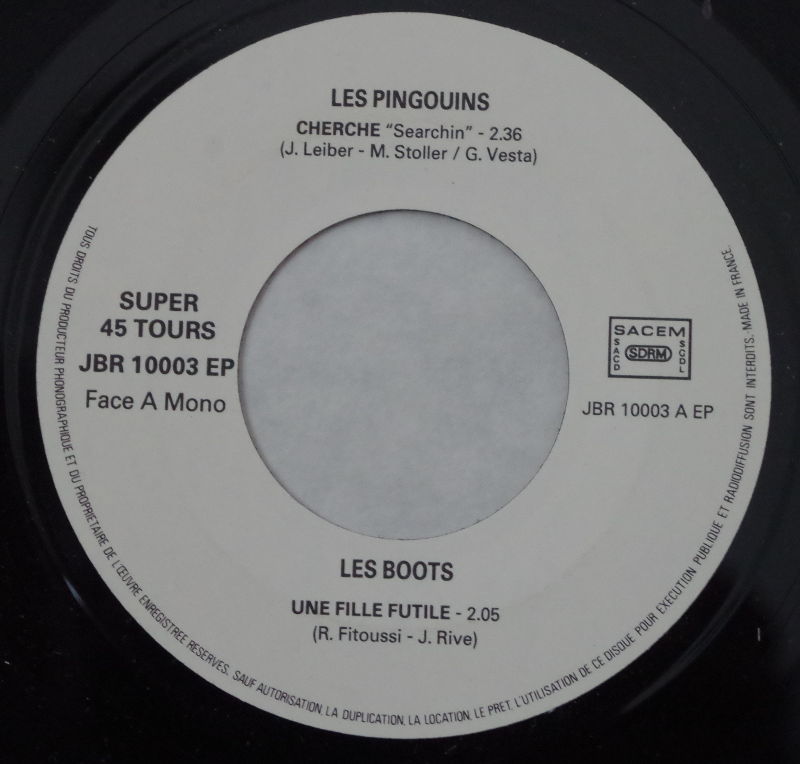 LES PINGOUINS
CHERCHE "Searchin" - 2.36
(J. Leiber - M. Stoller / G. Vesta)
SUPER
45 TOURS
JBR 10003 EP
Face A Mono
SACEM
SACD
SDRM
SCDL
JBR 10003 A EP
LES BOOTS
UNE FILLE FUTILE - 2.05
(R. Fitoussi - J. Rive)
TOUS DROITS DU PRODUCTEUR PHONOGRAPHIQUE ET DU PROPRIETAIRE DE L'ŒUVRE ENREGISTREE RESERVES. SAUF AUTORISATION, LA DUPLICATION, LA LOCATION, LE PRET, L'UTILISATION DE CE DISQUE POUR EXECUTION PUBLIQUE ET RADIODIFFUSION SONT INTERDITS. MADE IN FRANCE.